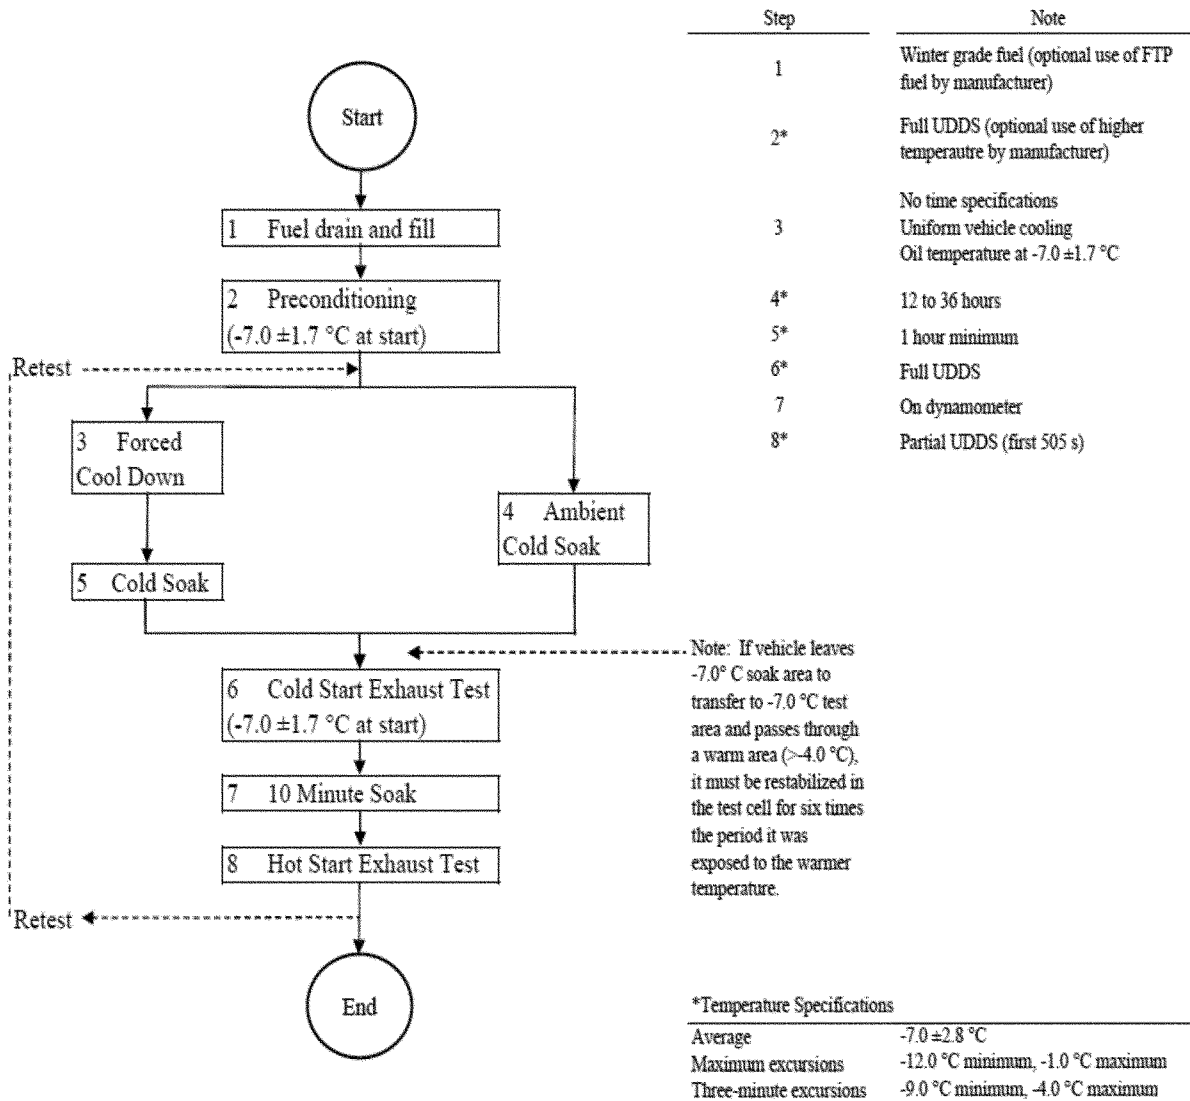 Start
1 Fuel drain and fill
2 Preconditioning
(-7.0 ±1.7 °C at start)
Retest
3 Forced
Cool Down
4 Ambient
Cold Soak
5 Cold Soak
6 Cold Start Exhaust Test
(-7.0 ±1.7 °C at start)
7 10 Minute Soak
8 Hot Start Exhaust Test
Retest
End
Step Note
1 Winter grade fuel (optional use of FTP
fuel by manufacturer)
2* Full UDDS (optional use of higher
temperautre by manufacturer)
No time specifications
3 Uniform vehicle cooling
Oil temperature at -7.0 ±1.7 °C
4* 12 to 36 hours
5* 1 hour minimum
6* Full UDDS
7 On dynamometer
8* Partial UDDS (first 505 s)
Note: If vehicle leaves
-7.0° C soak area to
transfer to -7.0 °C test
area and passes through
a warm area (>-4.0 °C),
it must be restabilized in
the test cell for six times
the period it was
exposed to the warmer
temperature.
*Temperature Specifications
Average -7.0 ±2.8 °C
Maximum excursions -12.0 °C minimum, -1.0 °C maximum
Three-minute excursions -9.0 °C minimum, -4.0 °C maximum